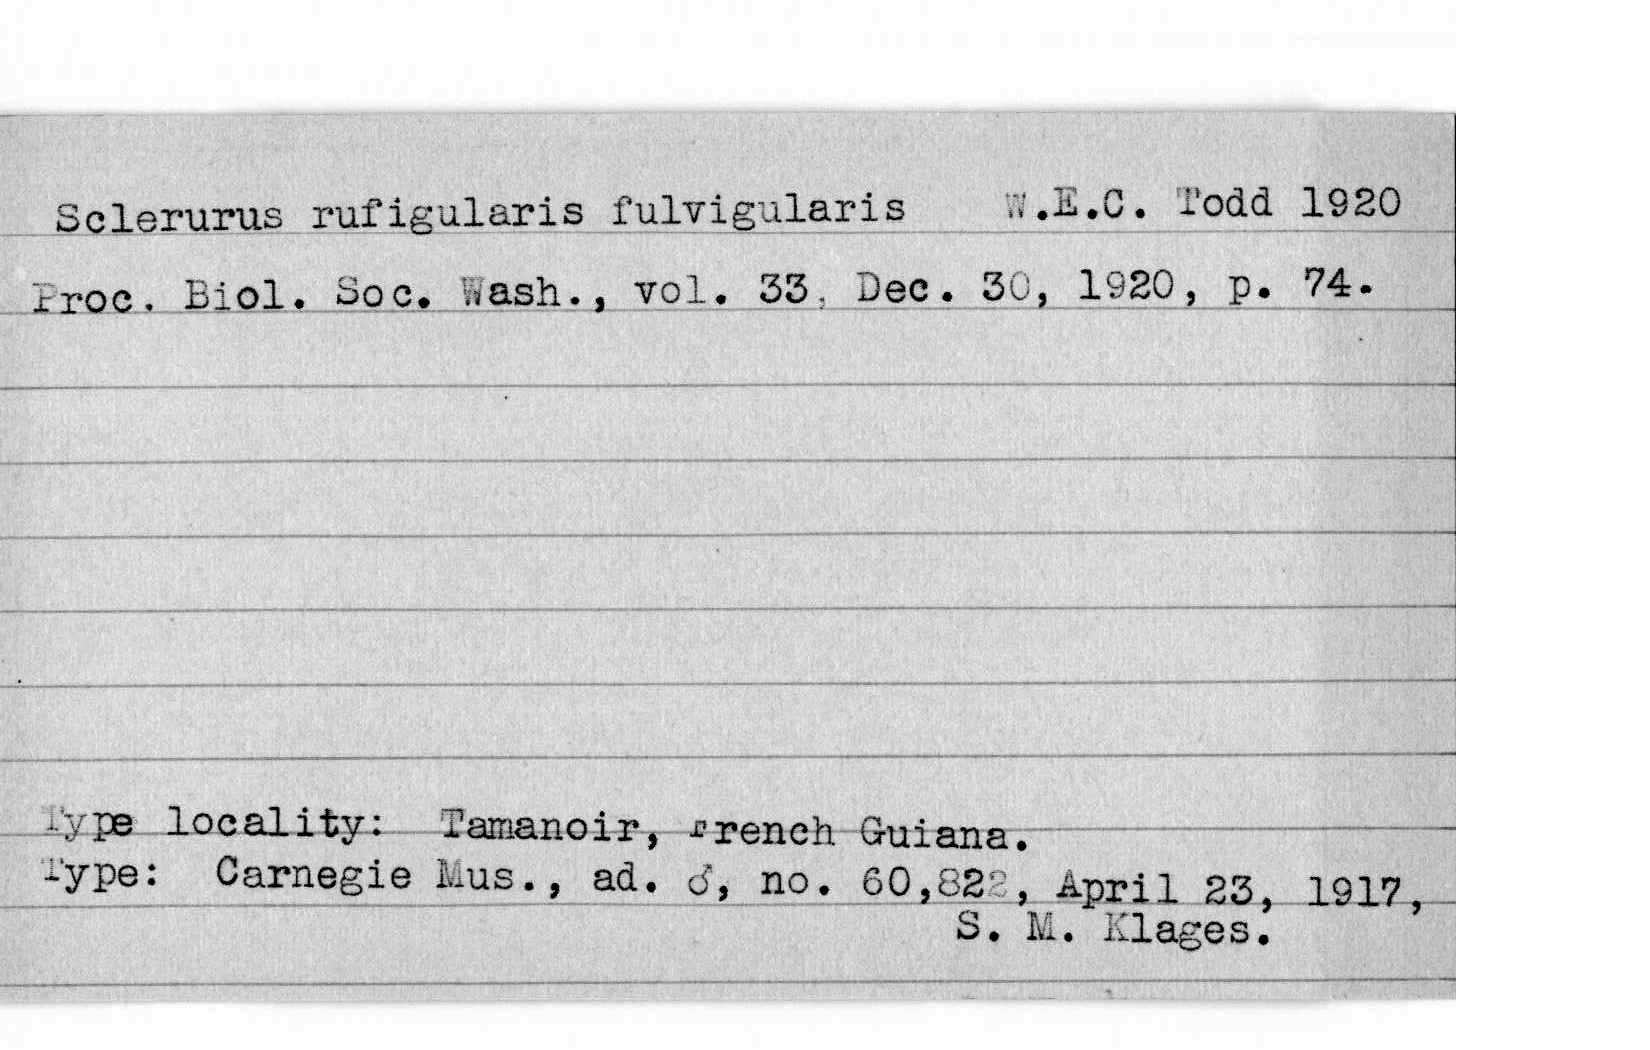 Sclerurus rufigularis fulvigularis W.E.C. Todd 1920
Proc. Biol. Soc. Wash., vol. 33, Dec. 30, 1920, p. 74.
Type locality: Tamanoir, French Guiana.
Type: Carnegie Mus., ad. ♂, no. 60,822, April 23, 1917,
S. M. Klages.